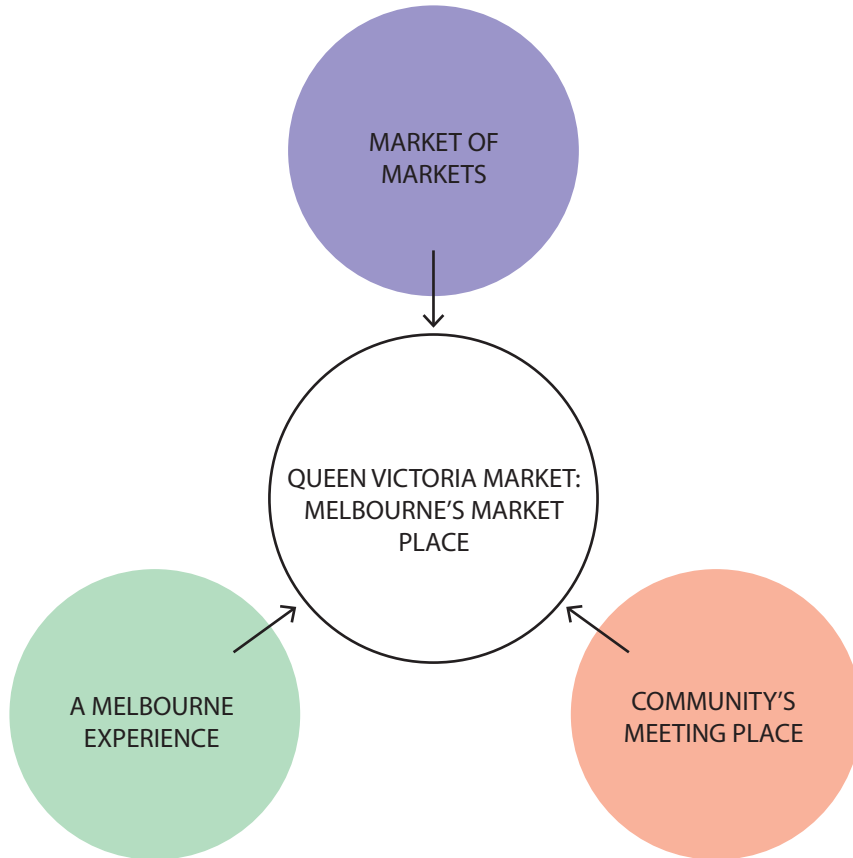 MARKET OF
MARKETS
QUEEN VICTORIA MARKET:
MELBOURNE’S MARKET
PLACE
A MELBOURNE
EXPERIENCE
COMMUNITY’S
MEETING PLACE